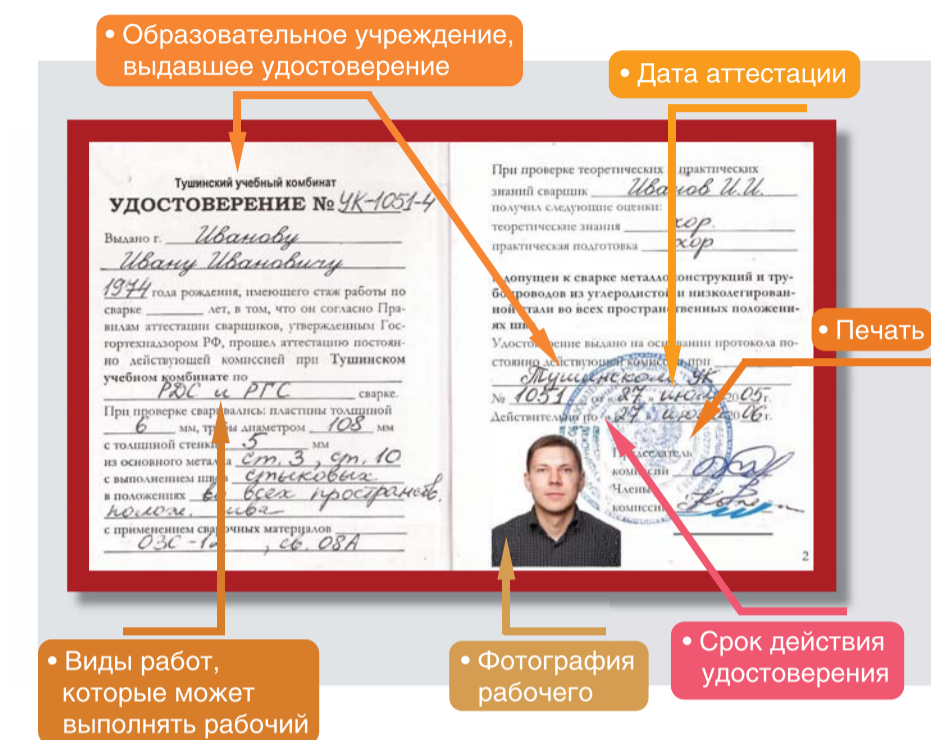 • Образовательное учреждение,
выдавшее удостоверение
• Дата аттестации
Тушинский учебный комбинат
УДОСТОВЕРЕНИЕ № УК-1051-4
Выдано г. Иванову
Ивану Ивановичу
1974 года рождения, имеющего стаж работы по
сварке лет, в том, что он согласно Пра-
вилам аттестации сварщиков, утвержденным Гос-
гортехнадзором РФ, прошел аттестацию постоян-
но действующей комиссией при Тушинском
учебном комбинате по
РДС и РГС сварке.
При проверке сваривались: пластины толщиной
6 мм, трубы диаметром 108 мм
с толщиной стенки 5 мм
из основного металла ст. 3, ст. 10
с выполнением швов стыковых
в положениях во всех пространств.
полож. шва
с применением сварочных материалов
ОЗС-12, св. 08А
При проверке теоретических и практических
знаний сварщик Иванов И.И.
получил следующие оценки:
теоретические знания хор.
практическая подготовка хор
и допущен к сварке металлоконструкций и тру-
бопроводов из углеродистой и низколегирован-
ной стали во всех пространственных положени-
ях шва
Удостоверение выдано на основании протокола по-
стоянно действующей комиссии при
Тушинском УК
№ 1051 от « 27 » июля 2005 г.
Действительно по « 27 » июля 2006 г.
Председатель
комиссии
Члены
комиссии
2
• Печать
• Виды работ,
которые может
выполнять рабочий
• Фотография
рабочего
• Срок действия
удостоверения